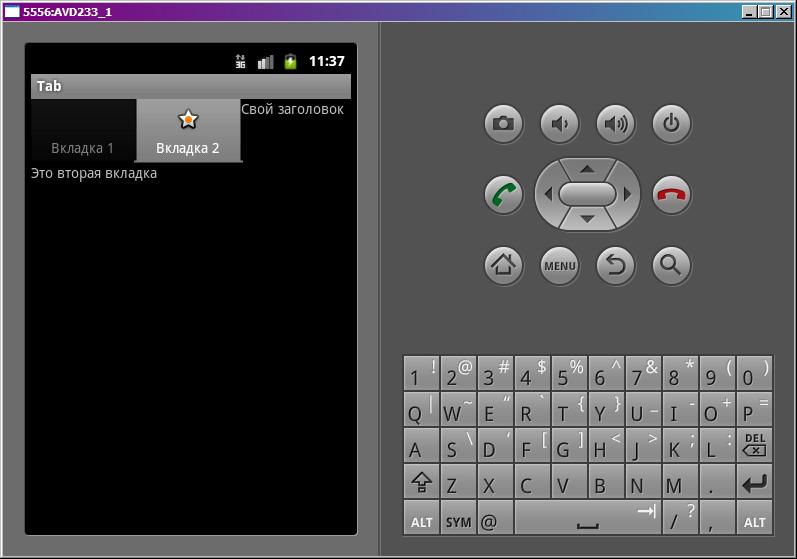 5556:AVD233_1
3G 11:37
Tab
Вкладка 1 Вкладка 2 Свой заголовок
Это вторая вкладка
MENU
1 ! 2 @ 3 # 4 $ 5 % 6 ^ 7 & 8 * 9 ( 0 )
Q | W ~ E “ R ` T { Y } U _ I - O + P =
A S \ D ‘ F [ G ] H < J > K ; L : DEL
Z X C V B N M .
ALT SYM @ / ? , ALT